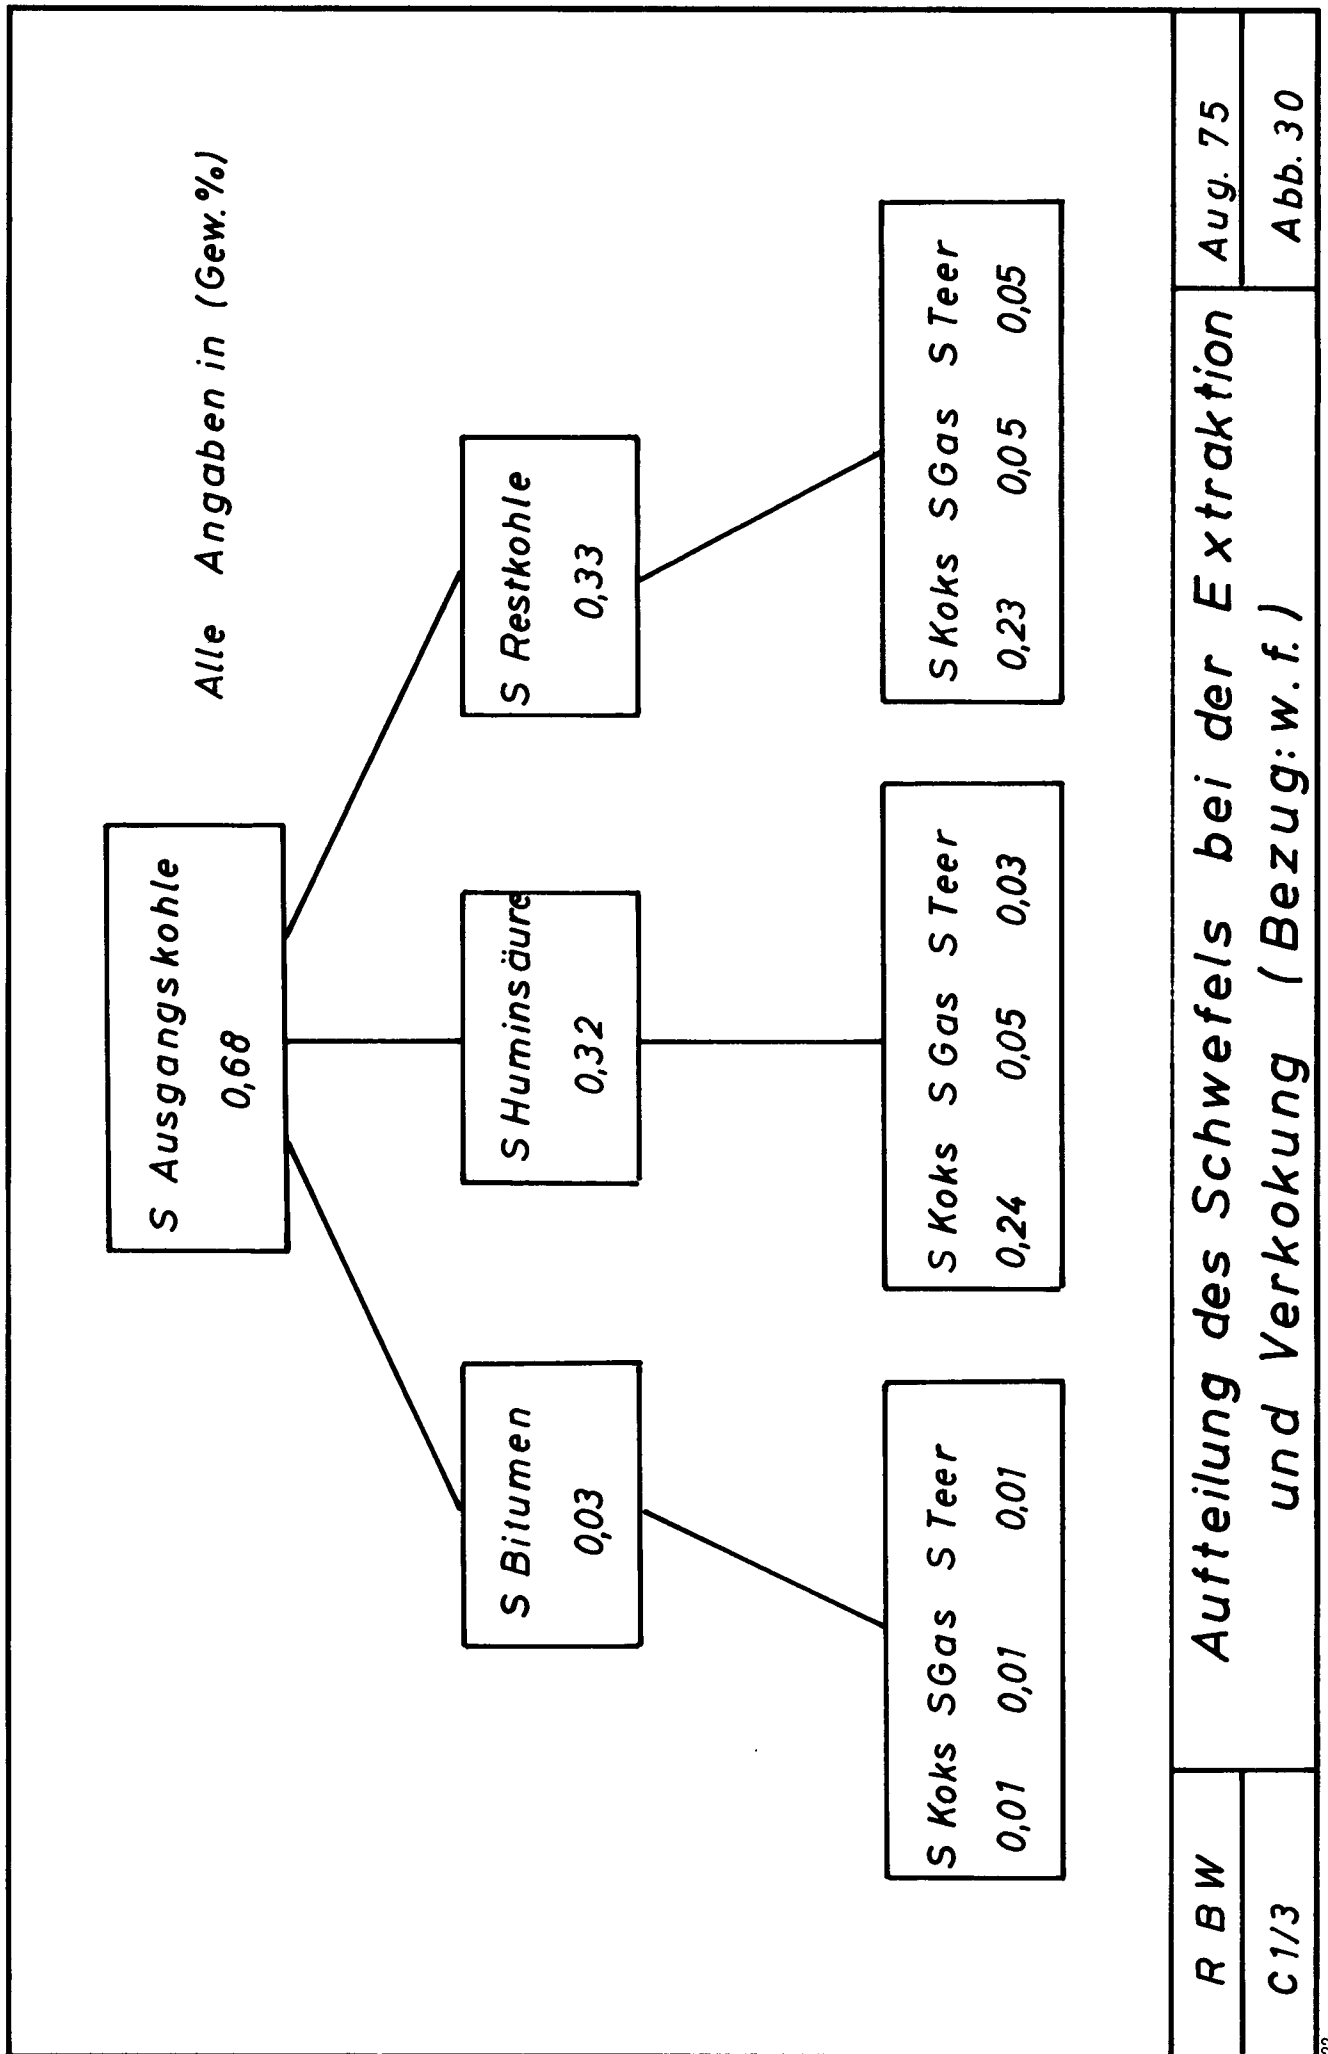 Alle Angaben in (Gew.%)
S Ausgangskohle
0,68
S Bitumen
0,03
S Huminsäure
0,32
S Restkohle
0,33
S Koks S Gas S Teer
0,01 0,01 0,01
S Koks S Gas S Teer
0,24 0,05 0,03
S Koks S Gas S Teer
0,23 0,05 0,05
R B W
C 1/3
Aufteilung des Schwefels bei der Extraktion
und Verkokung (Bezug: w. f. )
Aug. 75
Abb. 30